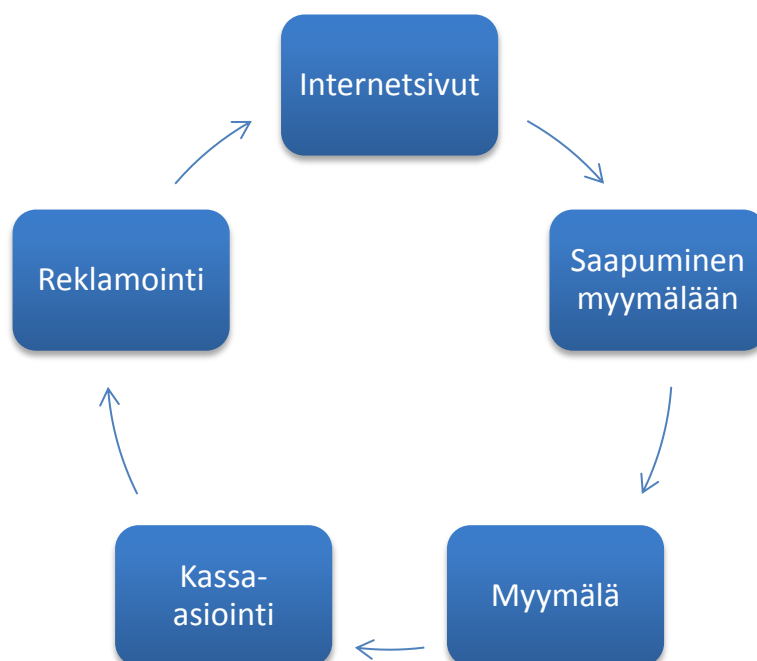 Internetsivut
Saapuminen
myymälään
Myymälä
Kassa-
asiointi
Reklamointi